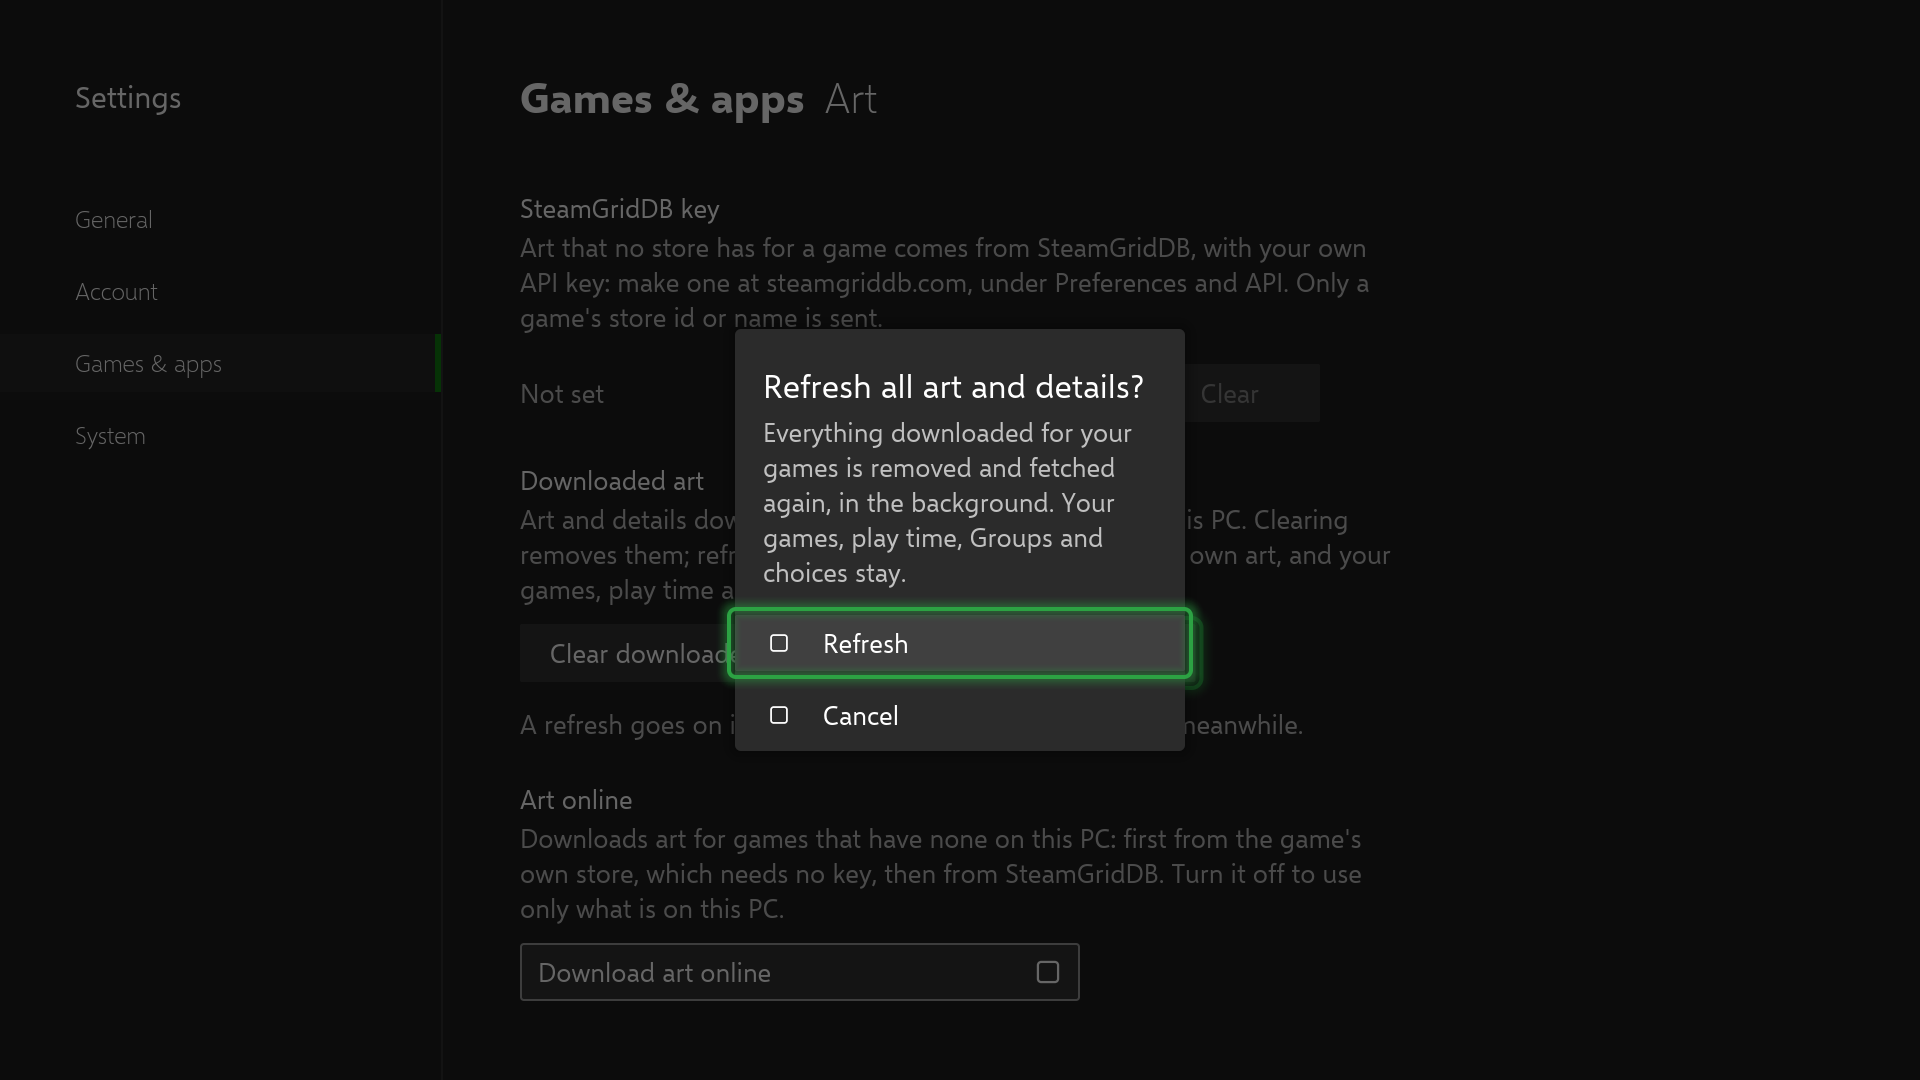 Settings
General
Account
Games & apps
System
Games & apps Art
SteamGridDB key
Art that no store has for a game comes from SteamGridDB, with your own
API key: make one at steamgriddb.com, under Preferences and API. Only a
game's store id or name is sent.
Not set
Clear
Downloaded art
Art and details
is PC. Clearing
removes them;
own art, and your
games, play time
Clear
A refresh goes on
meanwhile.
Art online
Downloads art for games that have none on this PC: first from the game's
own store, which needs no key, then from SteamGridDB. Turn it off to use
only what is on this PC.
Download art online
Refresh all art and details?
Everything downloaded for your
games is removed and fetched
again, in the background. Your
games, play time, Groups and
choices stay.
Refresh
Cancel